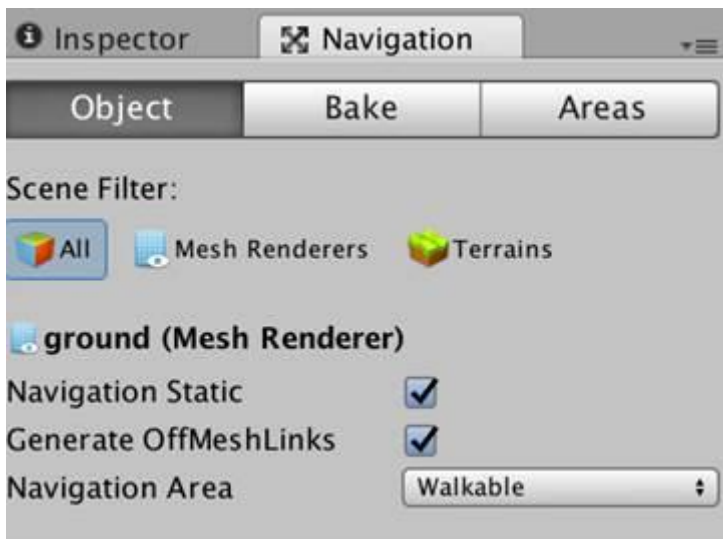 Inspector Navigation
Object Bake Areas
Scene Filter:
All Mesh Renderers Terrains
ground (Mesh Renderer)
Navigation Static
Generate OffMeshLinks
Navigation Area Walkable